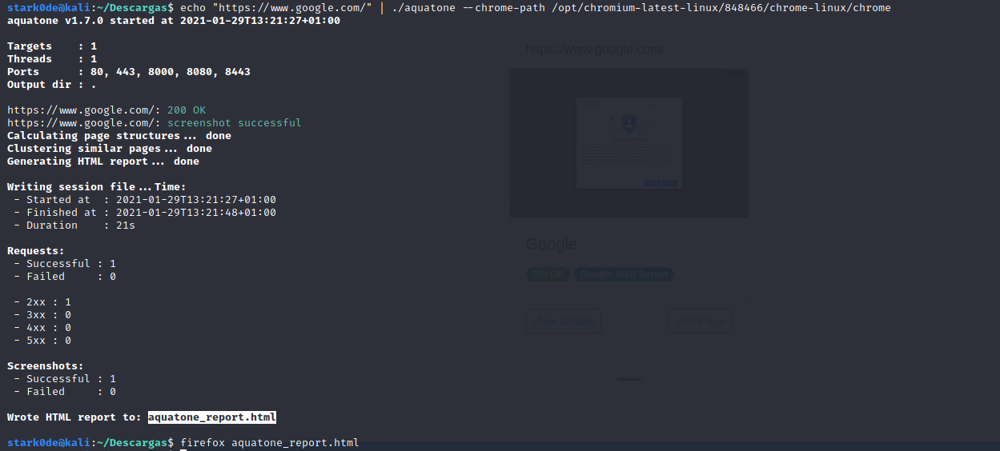 stark0de@kali:~/Descargas$ echo "https://www.google.com/" | ./aquatone --chrome-path /opt/chromium-latest-linux/848466/chrome-linux/chrome
aquatone v1.7.0 started at 2021-01-29T13:21:27+01:00
Targets    : 1
Threads    : 1
Ports      : 80, 443, 8000, 8080, 8443
Output dir : .
https://www.google.com/: 200 OK
https://www.google.com/: screenshot successful
Calculating page structures... done
Clustering similar pages... done
Generating HTML report... done
Writing session file...Time:
 - Started at  : 2021-01-29T13:21:27+01:00
 - Finished at : 2021-01-29T13:21:48+01:00
 - Duration    : 21s
Requests:
 - Successful : 1
 - Failed     : 0
 - 2xx : 1
 - 3xx : 0
 - 4xx : 0
 - 5xx : 0
Screenshots:
 - Successful : 1
 - Failed     : 0
Wrote HTML report to: aquatone_report.html
stark0de@kali:~/Descargas$ firefox aquatone_report.html
https://www.google.com/
Google
200 OK Google Web Server
View Details Visit Page